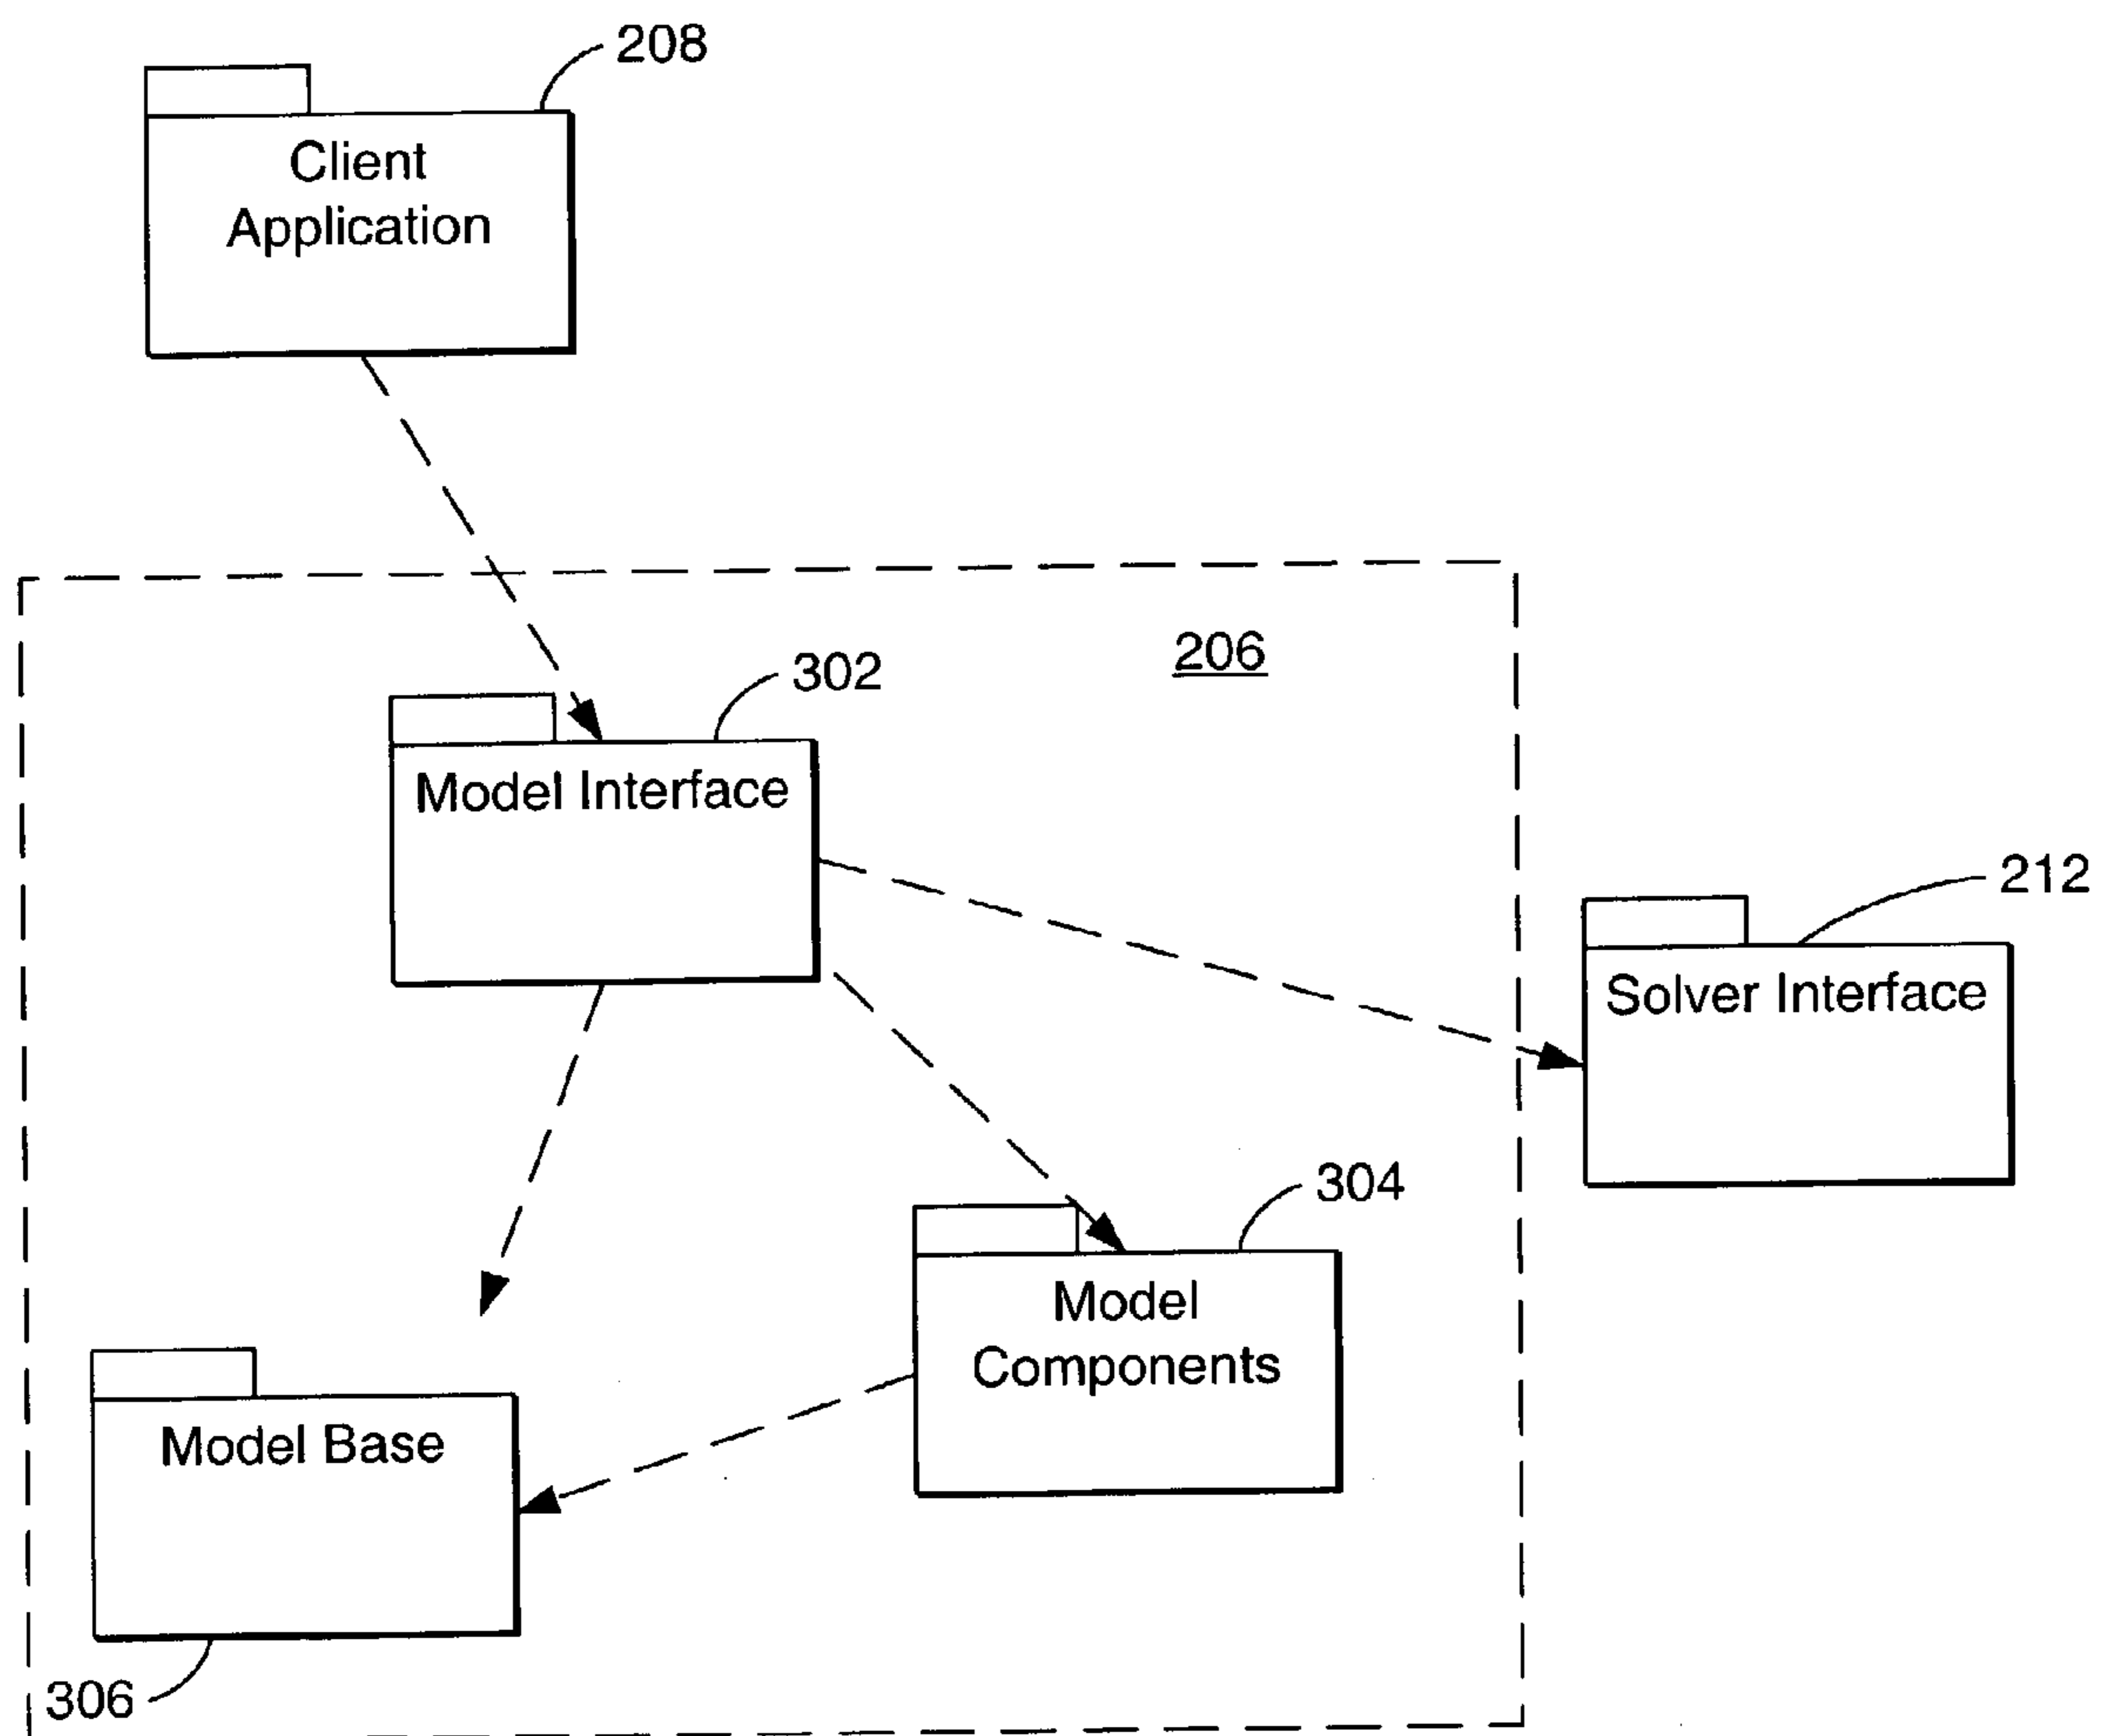 208
Client
Application
206
302
Model Interface
212
Solver Interface
304
Model
Components
Model Base
306